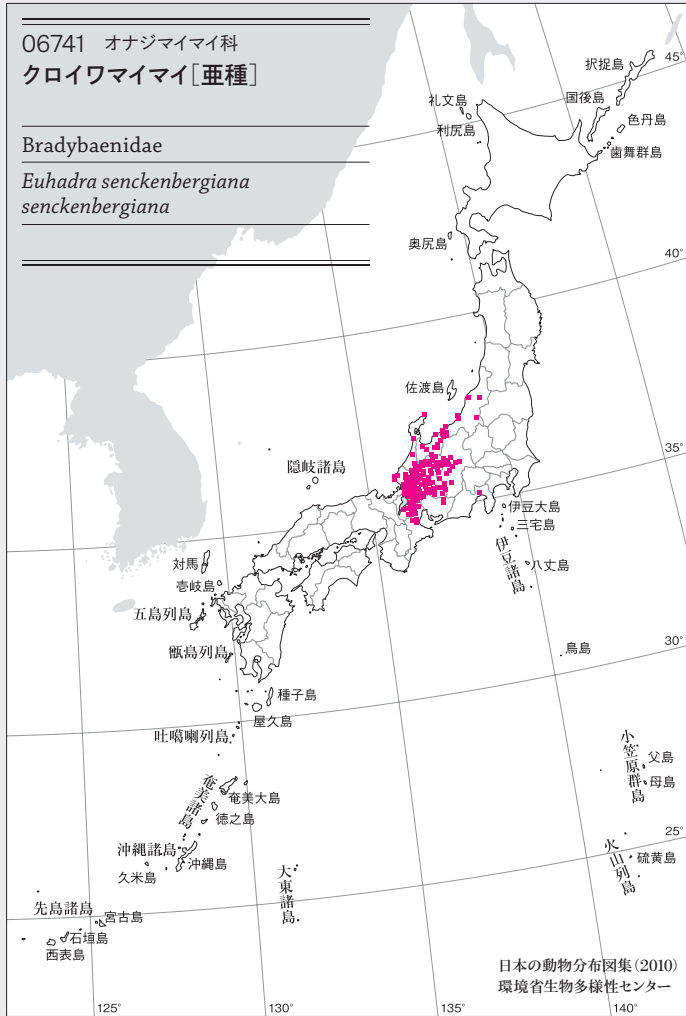 06741 オナジマイマイ科
クロイワマイマイ[亜種]
Bradybaenidae
Euhadra senckenbergiana
senckenbergiana
45°
択捉島
国後島
礼文島
色丹島
利尻島
歯舞群島
奥尻島
40°
佐渡島
35°
隠岐諸島
伊豆大島
三宅島
伊豆諸島
八丈島
対馬
壱岐島
五島列島
甑島列島
鳥島
30°
種子島
屋久島
吐噶喇列島
小笠原群島
父島
母島
奄美諸島
奄美大島
徳之島
25°
沖縄諸島
沖縄島
久米島
火山列島
硫黄島
大東諸島
先島諸島
宮古島
石垣島
西表島
日本の動物分布図集(2010)
環境省生物多様性センター
125°
130°
135°
140°